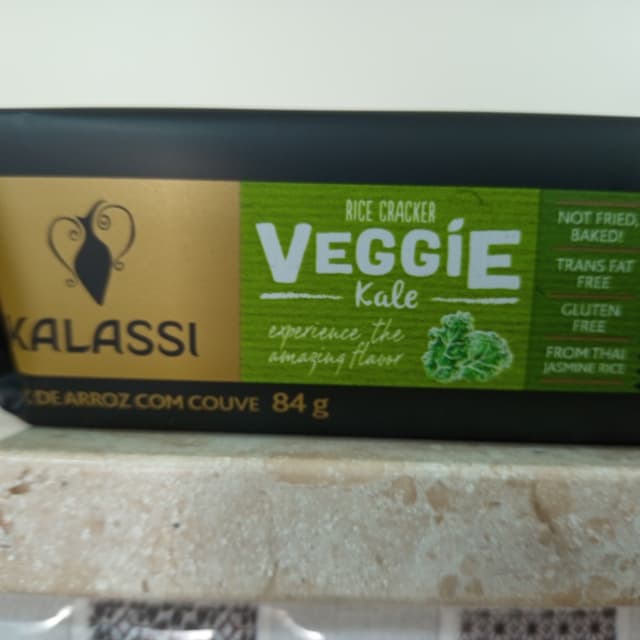 KALASSI
RICE CRACKER
VEGGÍE
Kale
experience the
amazing flavor
NOT FRIED,
BAKED!
TRANS FAT
FREE
GLUTEN
FREE
FROM THAI
JASMINE RICE
DE ARROZ COM COUVE 84 g